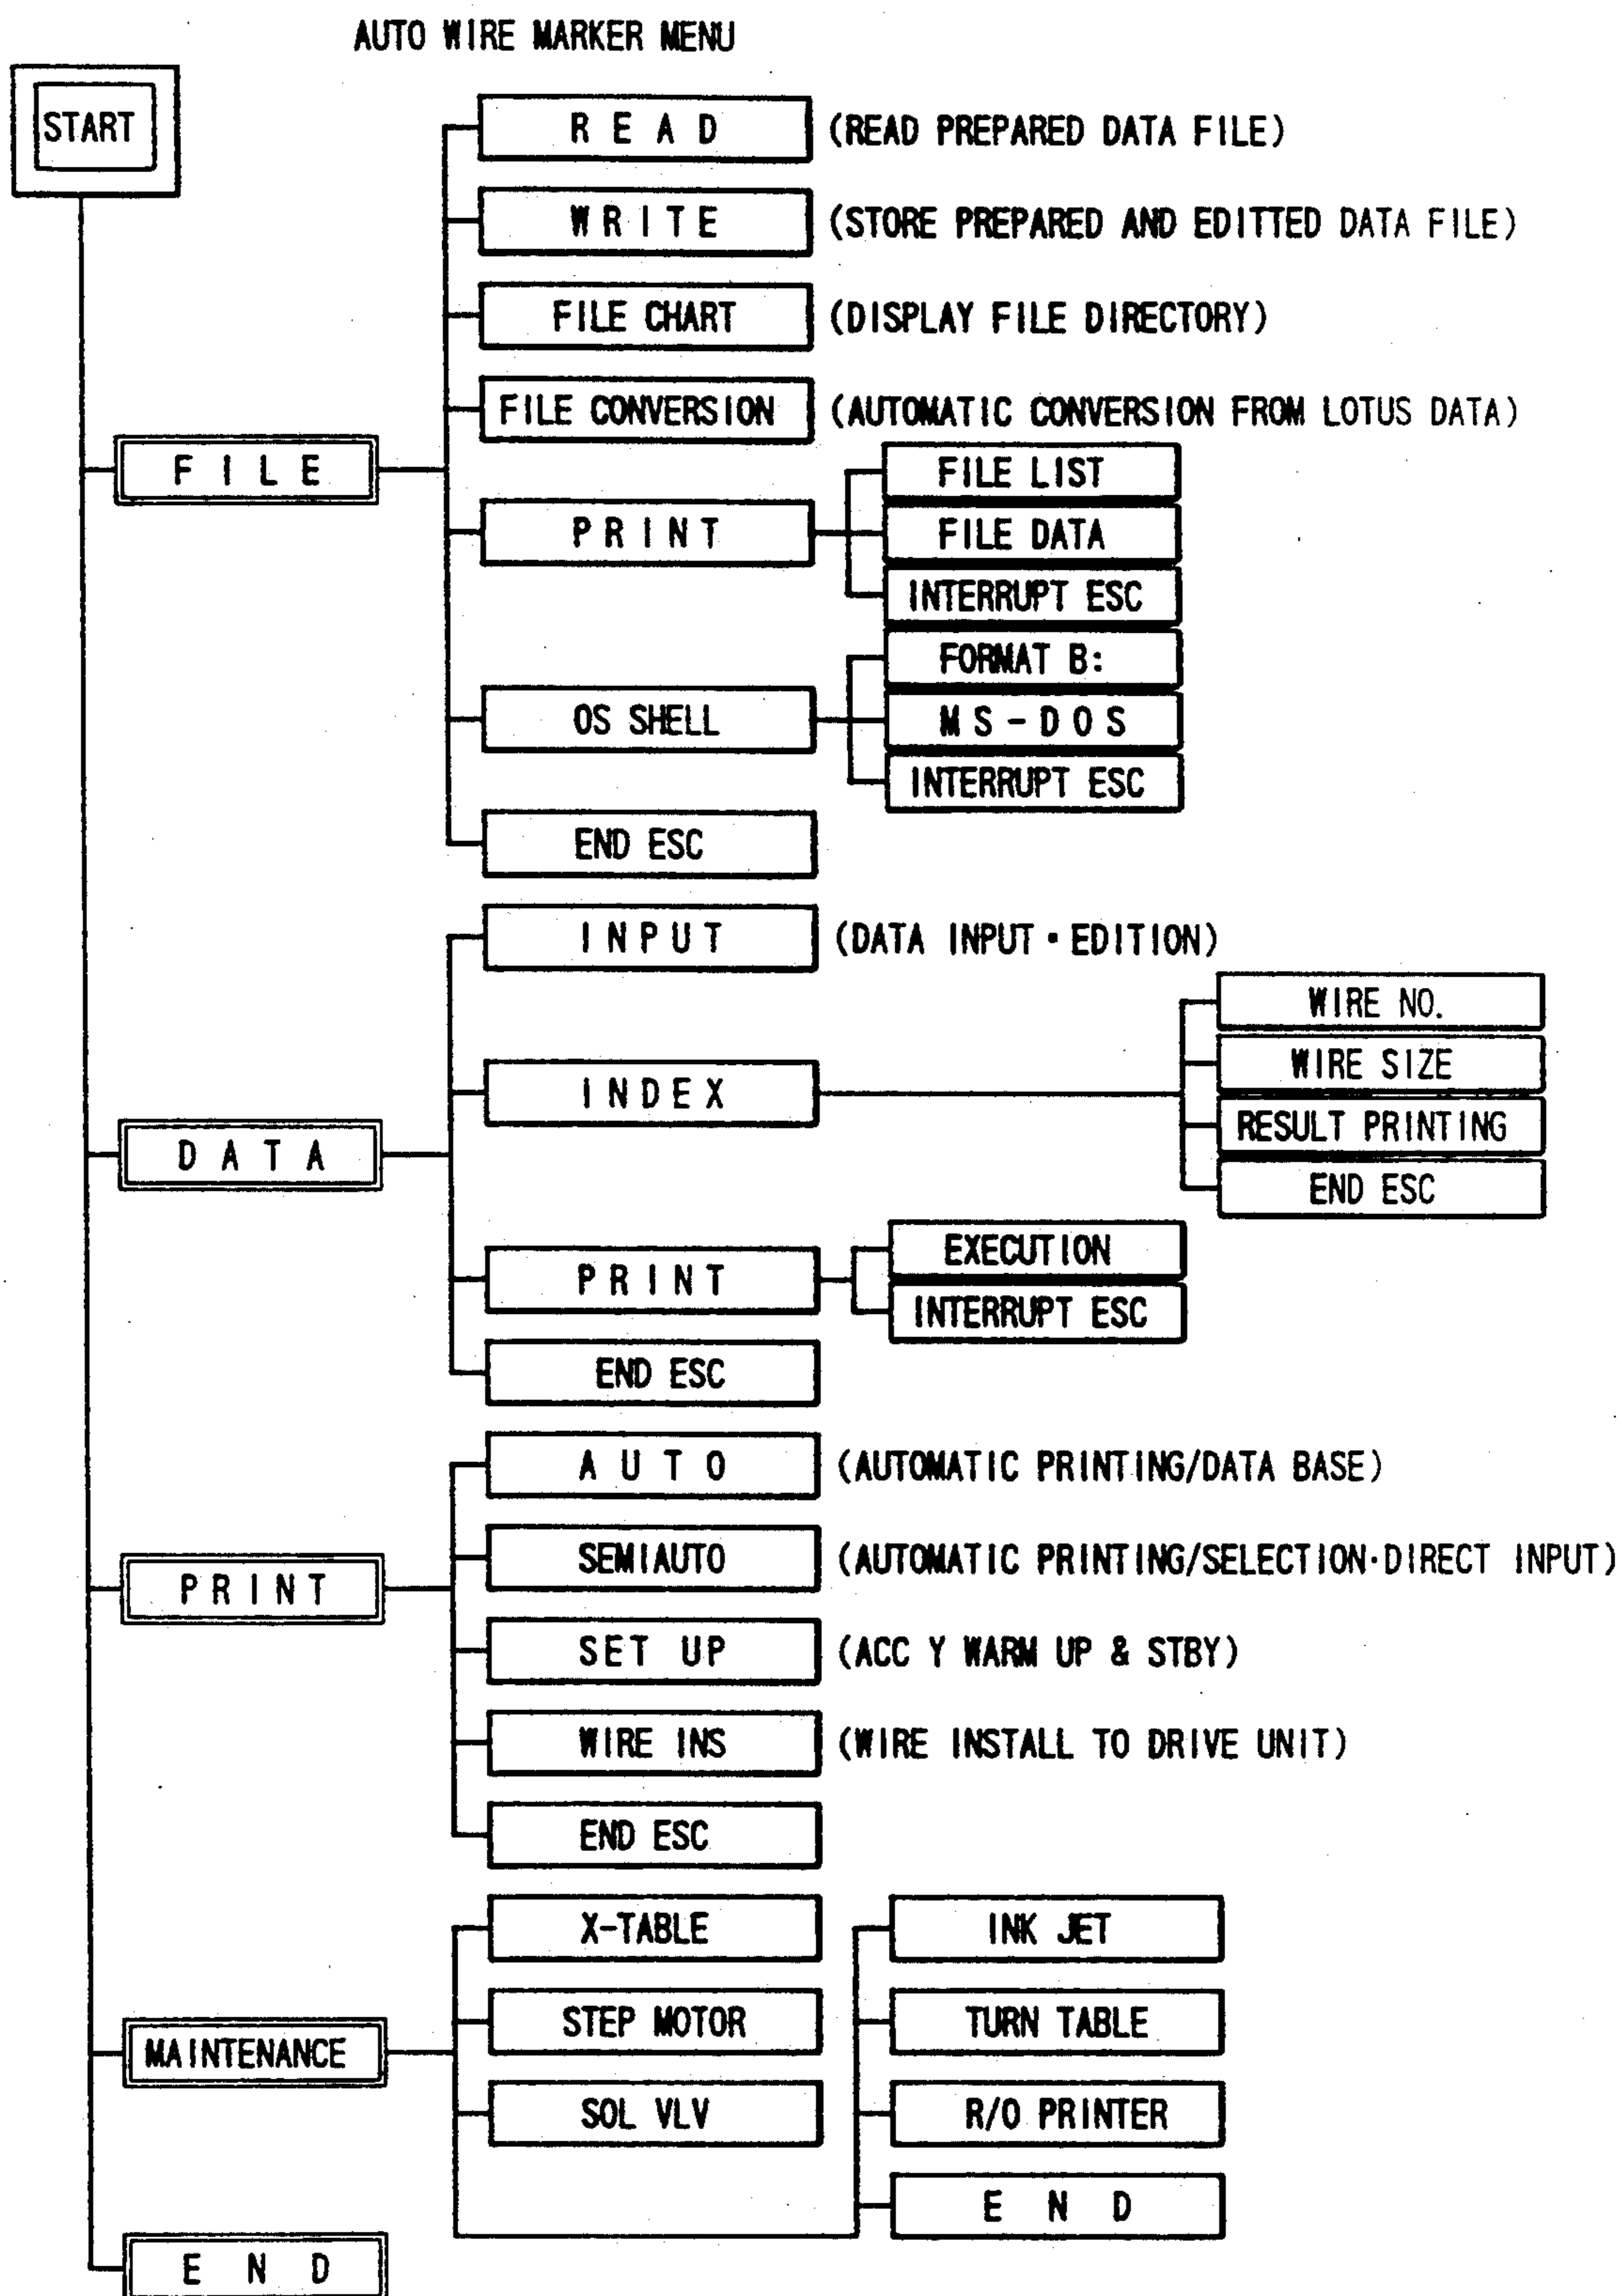 AUTO WIRE MARKER MENU
START
FILE
READ (READ PREPARED DATA FILE)
WRITE (STORE PREPARED AND EDITTED DATA FILE)
FILE CHART (DISPLAY FILE DIRECTORY)
FILE CONVERSION (AUTOMATIC CONVERSION FROM LOTUS DATA)
PRINT
FILE LIST
FILE DATA
INTERRUPT ESC
OS SHELL
FORMAT B:
MS-DOS
INTERRUPT ESC
END ESC
DATA
INPUT (DATA INPUT・EDITION)
INDEX
WIRE NO.
WIRE SIZE
RESULT PRINTING
END ESC
PRINT
EXECUTION
INTERRUPT ESC
END ESC
PRINT
AUTO (AUTOMATIC PRINTING/DATA BASE)
SEMIAUTO (AUTOMATIC PRINTING/SELECTION・DIRECT INPUT)
SET UP (ACC Y WARM UP & STBY)
WIRE INS (WIRE INSTALL TO DRIVE UNIT)
END ESC
MAINTENANCE
X-TABLE
STEP MOTOR
SOL VLV
INK JET
TURN TABLE
R/O PRINTER
END
END